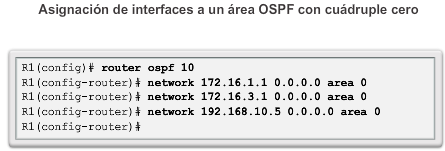 Asignación de interfaces a un área OSPF con cuádruple cero
R1(config)# router ospf 10
R1(config-router)# network 172.16.1.1 0.0.0.0 area 0
R1(config-router)# network 172.16.3.1 0.0.0.0 area 0
R1(config-router)# network 192.168.10.5 0.0.0.0 area 0
R1(config-router)#